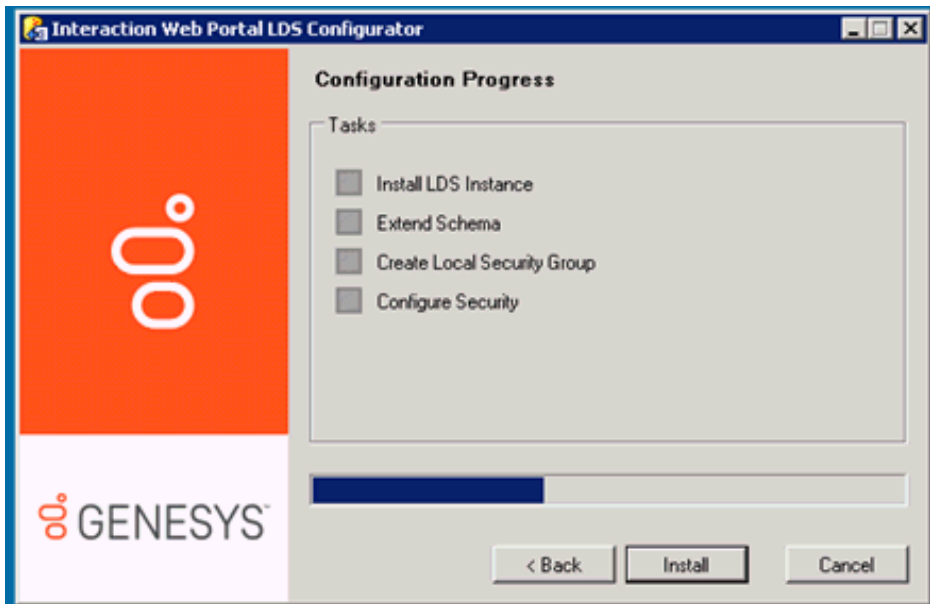 Interaction Web Portal LDS Configurator
Configuration Progress
Tasks
Install LDS Instance
Extend Schema
Create Local Security Group
Configure Security
GENESYS™
< Back
Install
Cancel